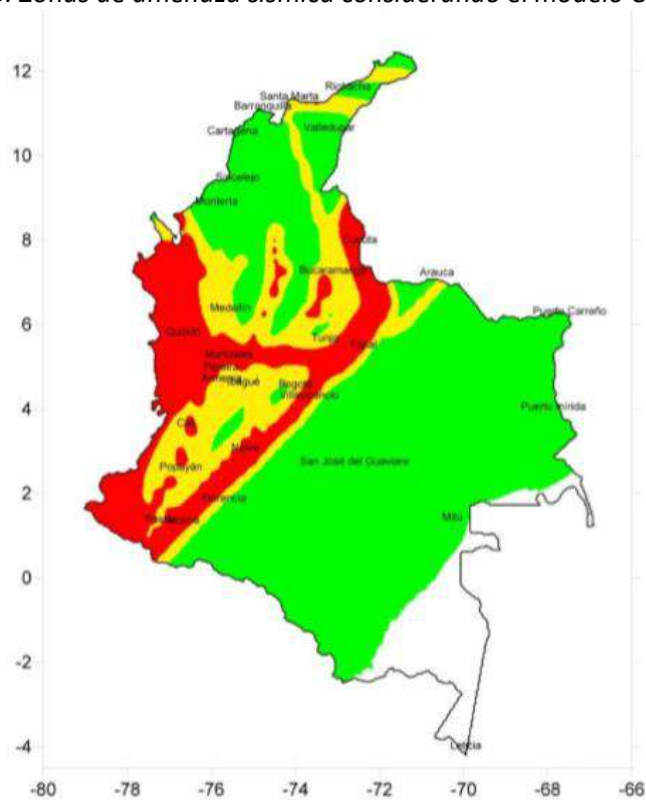 . Zonas de amenaza sísmica considerando el modelo
12
10
8
6
4
2
0
-2
-4
-80
-78
-76
-74
-72
-70
-68
-66
Riohacha
Santa Marta
Barranquilla
Valledupar
Cartagena
Sincelejo
Montería
Cúcuta
Bucaramanga
Arauca
Medellín
Puerto Carreño
Quibdó
Tunja
Yopal
Manizales
Pereira
Armenia
Ibagué
Bogotá
Villavicencio
Puerto Inírida
Cali
Neiva
San José del Guaviare
Popayán
Florencia
Mitú
Leticia